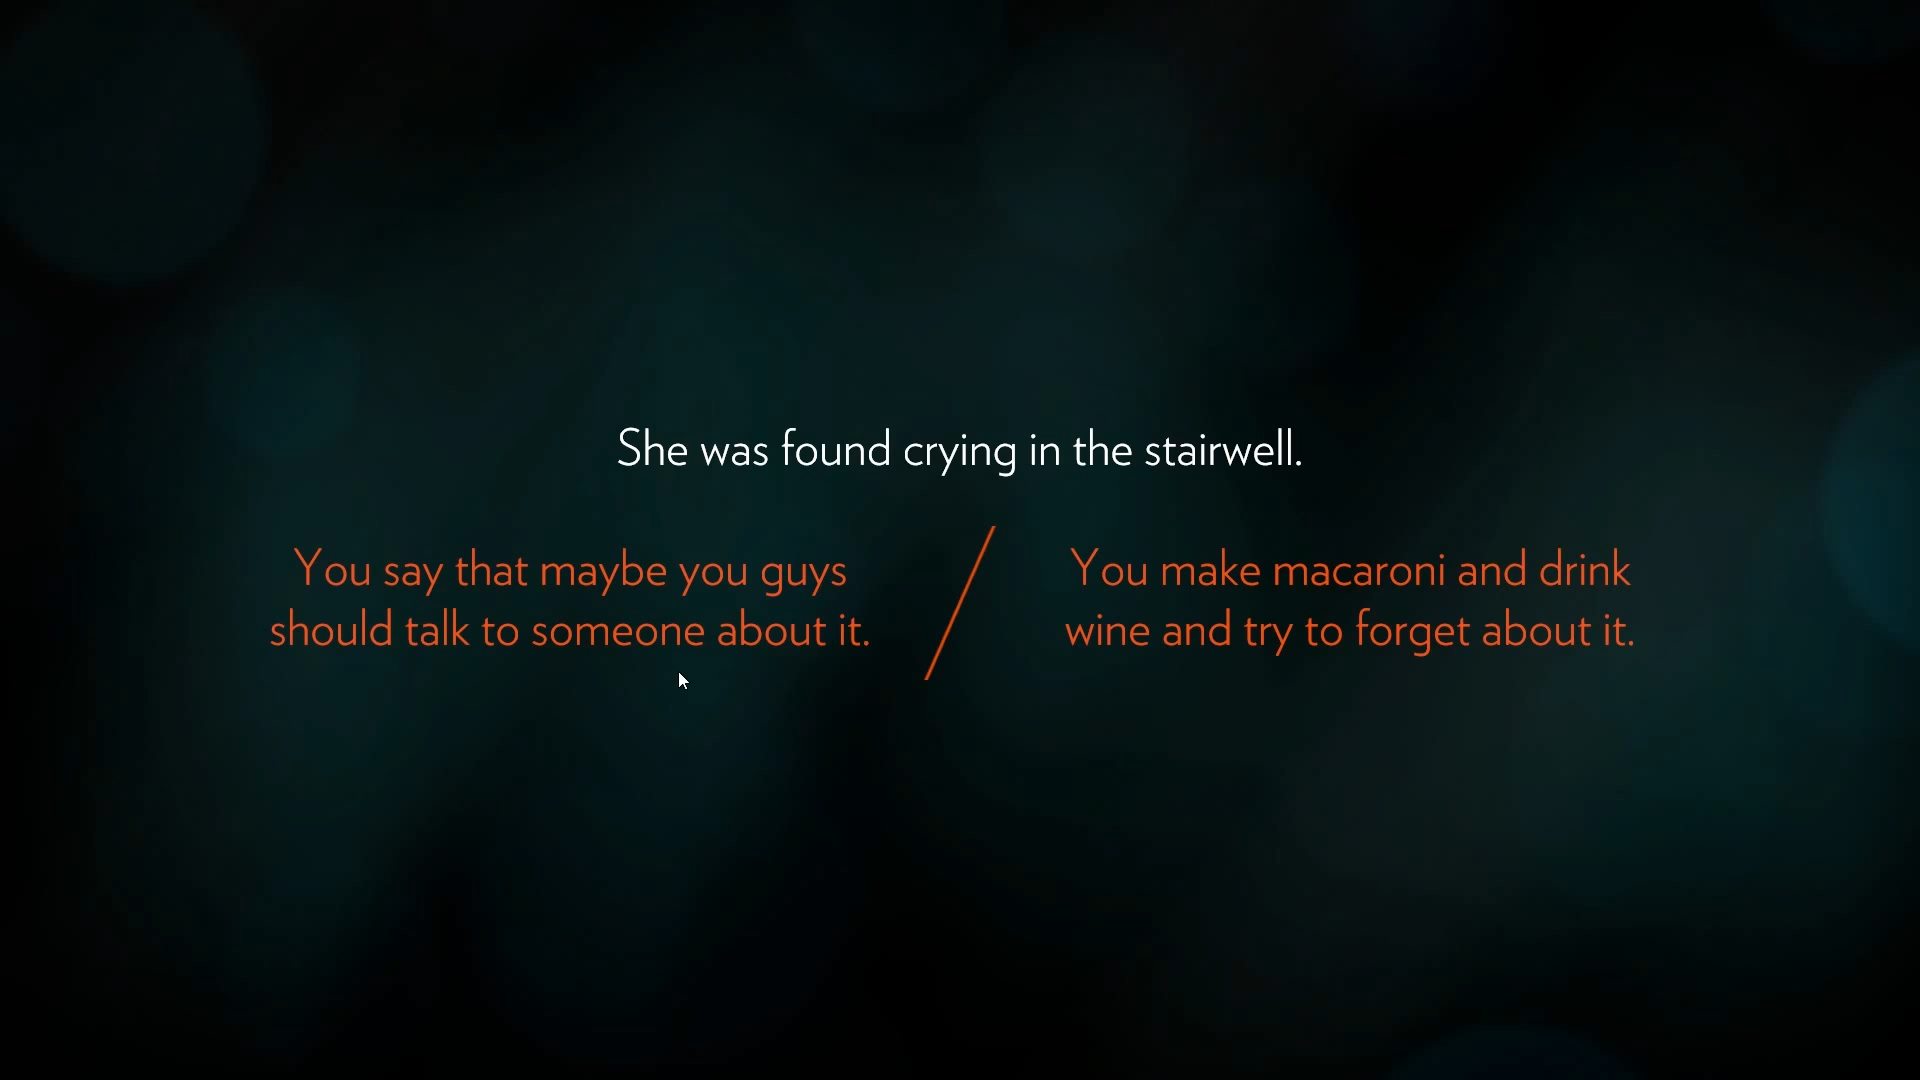 She was found crying in the stairwell.
You say that maybe you guys
should talk to someone about it.
You make macaroni and drink
wine and try to forget about it.